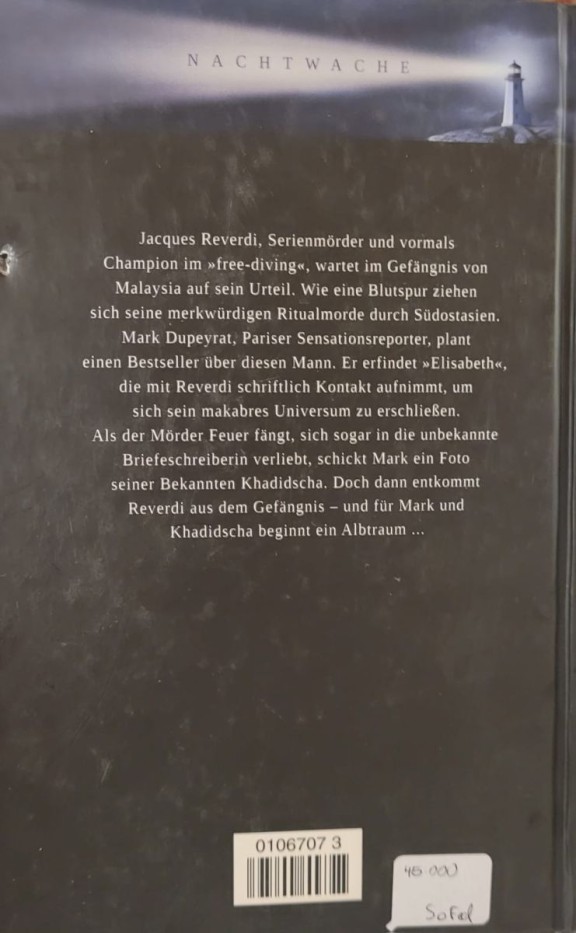 NACHTWACHE
Jacques Reverdi, Serienmörder und vormals
Champion im »free-diving«, wartet im Gefängnis von
Malaysia auf sein Urteil. Wie eine Blutspur ziehen
sich seine merkwürdigen Ritualmorde durch Südostasien.
Mark Dupeyrat, Pariser Sensationsreporter, plant
einen Bestseller über diesen Mann. Er erfindet »Elisabeth«,
die mit Reverdi schriftlich Kontakt aufnimmt, um
sich sein makabres Universum zu erschließen.
Als der Mörder Feuer fängt, sich sogar in die unbekannte
Briefeschreiberin verliebt, schickt Mark ein Foto
seiner Bekannten Khadidscha. Doch dann entkommt
Reverdi aus dem Gefängnis – und für Mark und
Khadidscha beginnt ein Albtraum ...
0106707 3